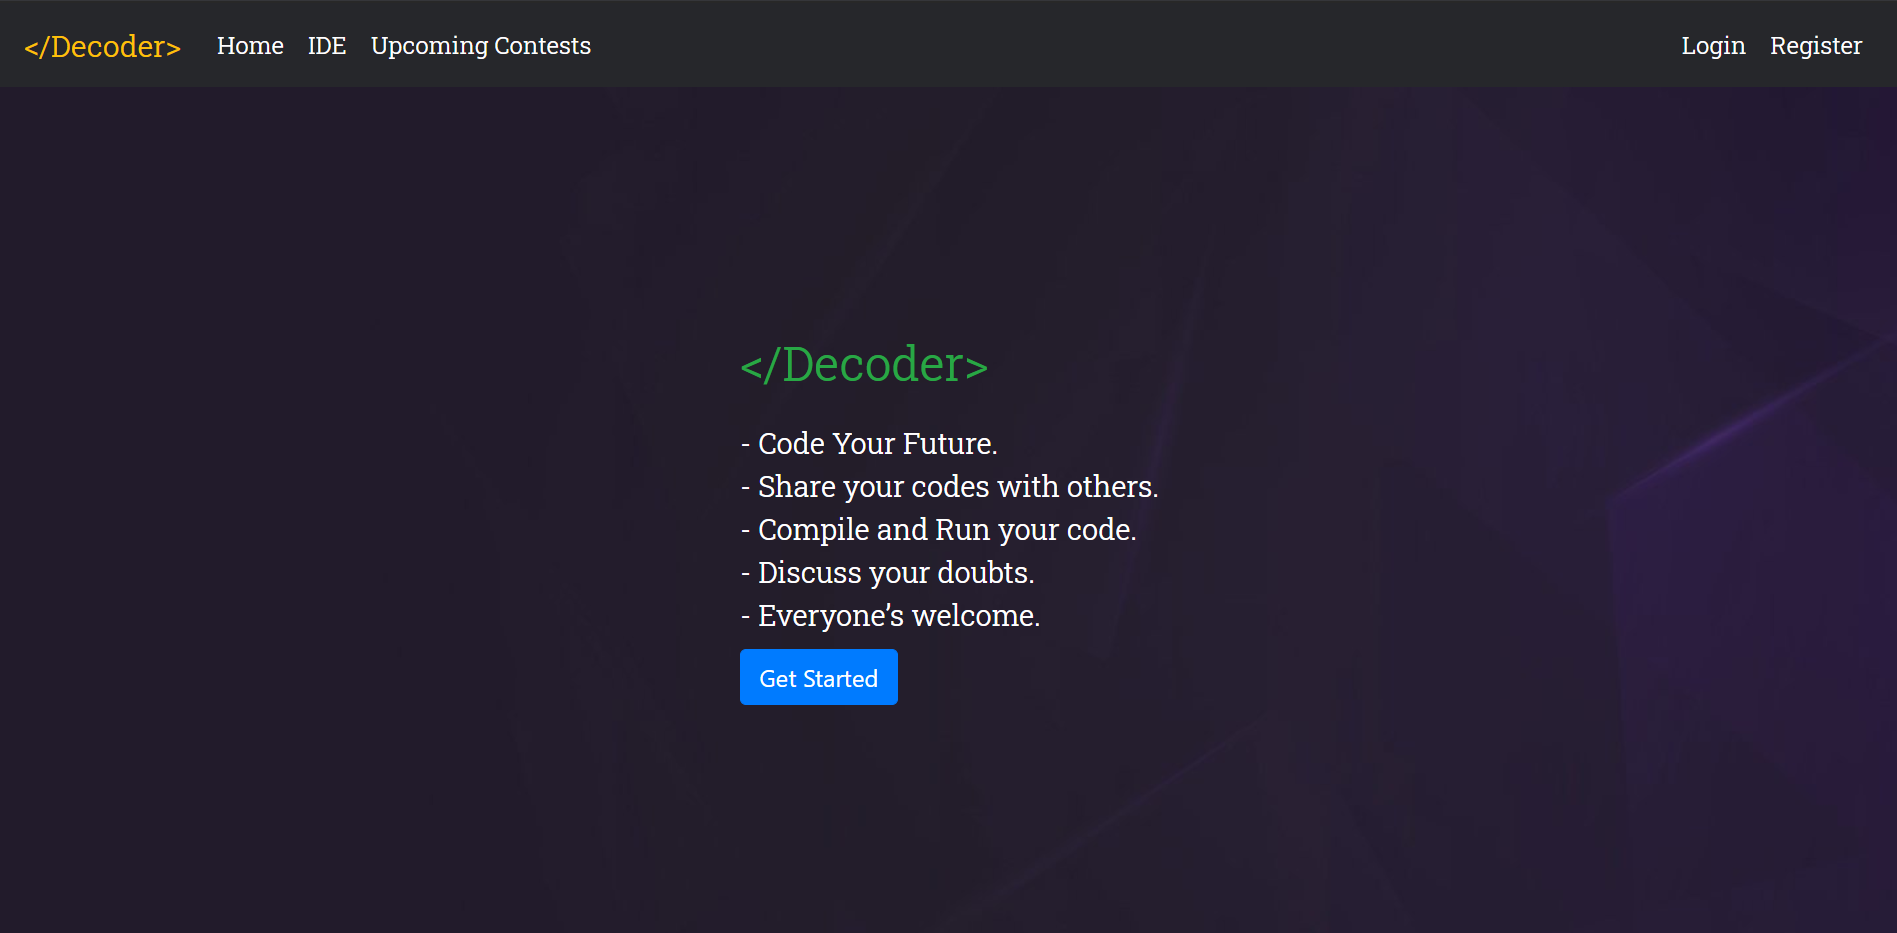 </Decoder> Home IDE Upcoming Contests Login Register
</Decoder>
- Code Your Future.
- Share your codes with others.
- Compile and Run your code.
- Discuss your doubts.
- Everyone’s welcome.
Get Started